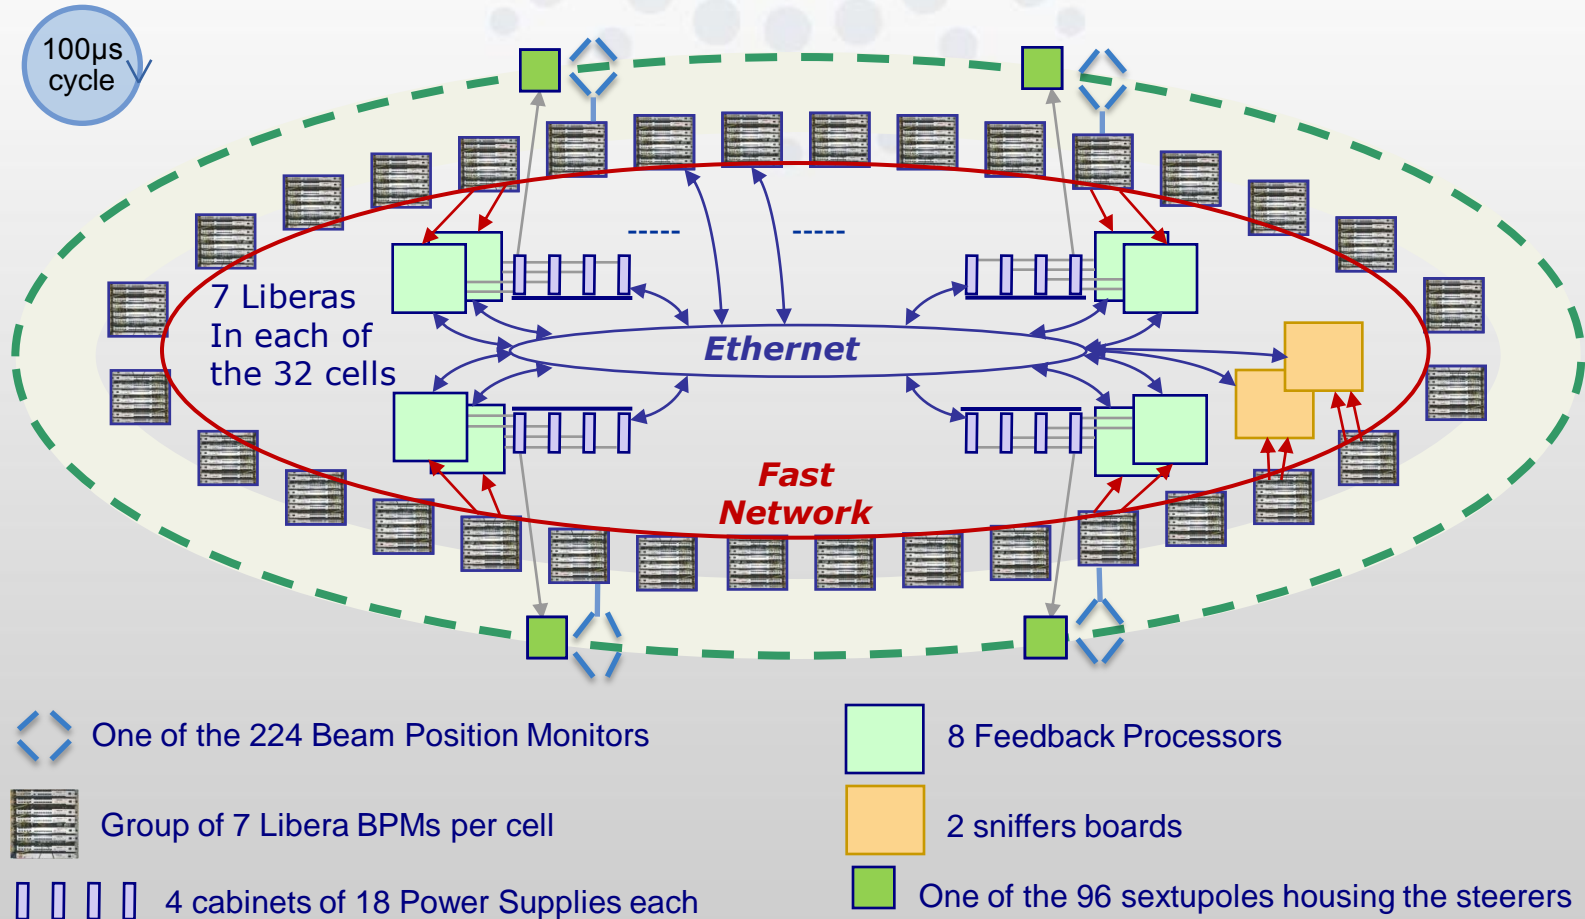 100µs
cycle
7 Liberas
In each of
the 32 cells
Ethernet
Fast
Network
One of the 224 Beam Position Monitors
8 Feedback Processors
Group of 7 Libera BPMs per cell
2 sniffers boards
4 cabinets of 18 Power Supplies each
One of the 96 sextupoles housing the steerers